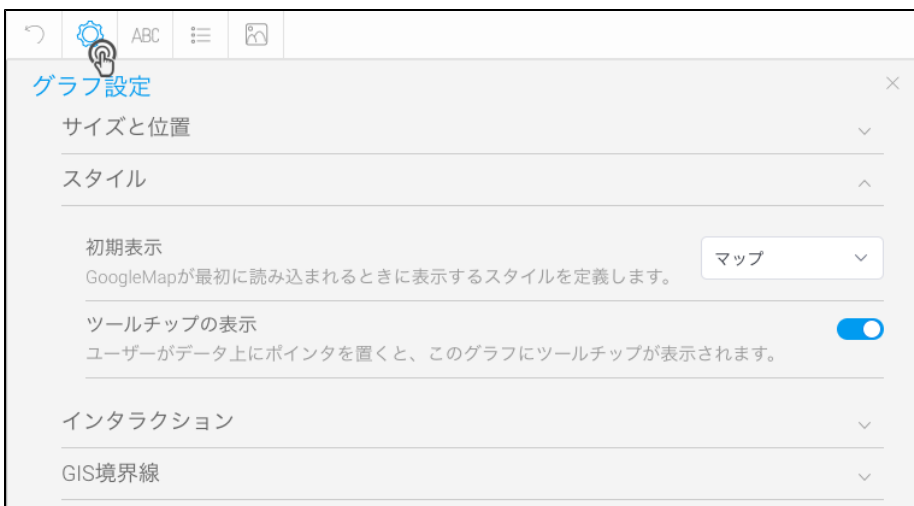 ABC
グラフ設定
サイズと位置
スタイル
初期表示
GoogleMapが最初に読み込まれるときに表示するスタイルを定義します。
マップ
ツールチップの表示
ユーザーがデータ上にポインタを置くと、このグラフにツールチップが表示されます。
インタラクション
GIS境界線